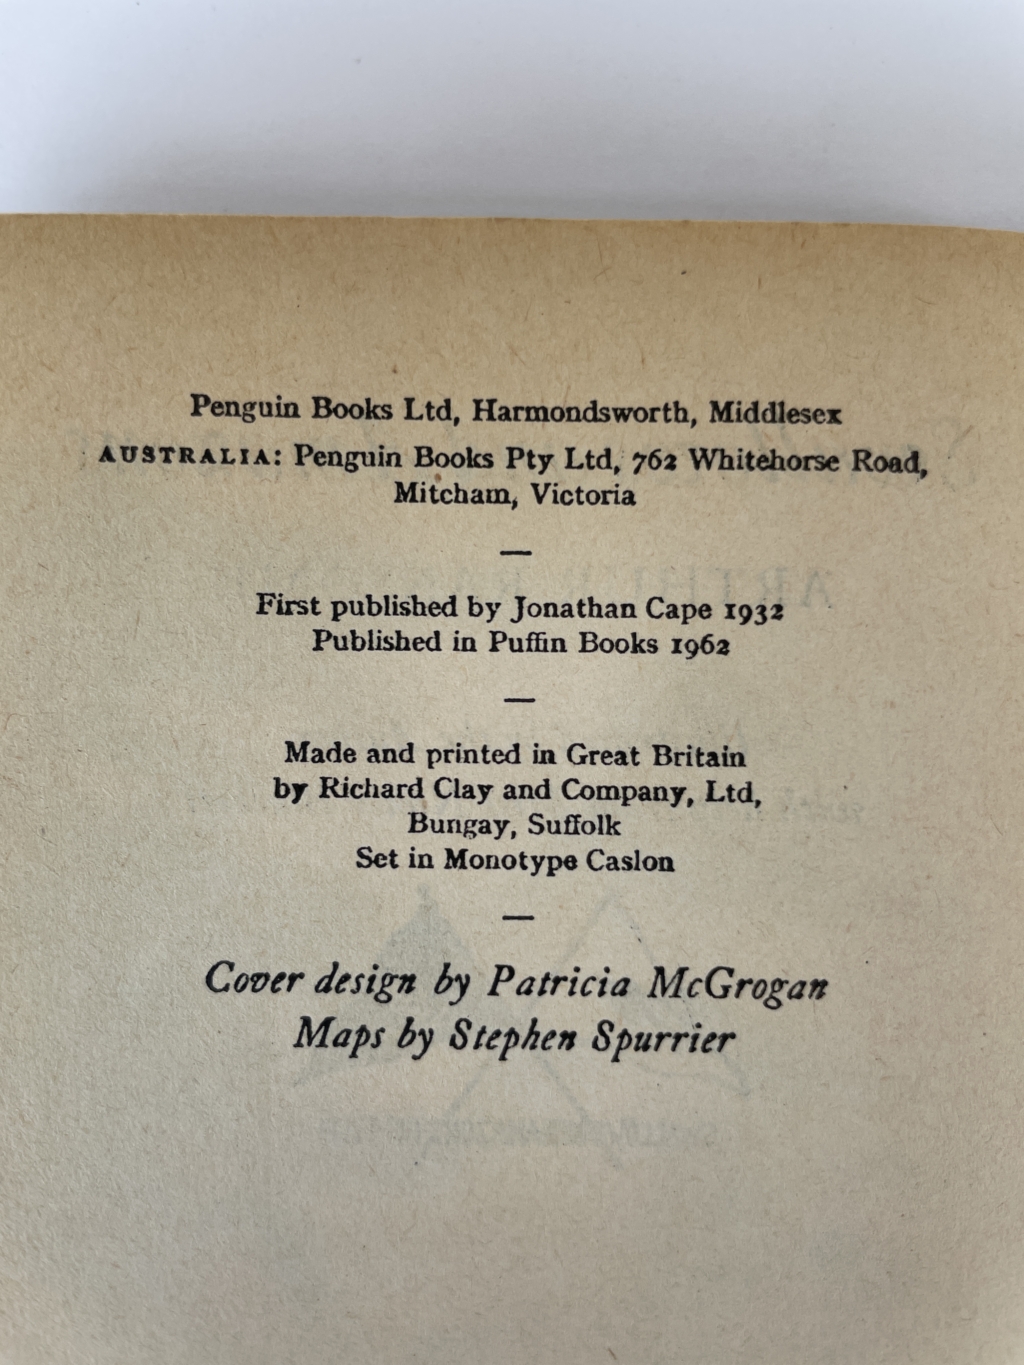 Penguin Books Ltd, Harmondsworth, Middlesex
AUSTRALIA: Penguin Books Pty Ltd, 762 Whitehorse Road,
Mitcham, Victoria
—
First published by Jonathan Cape 1932
Published in Puffin Books 1962
—
Made and printed in Great Britain
by Richard Clay and Company, Ltd,
Bungay, Suffolk
Set in Monotype Caslon
—
Cover design by Patricia McGrogan
Maps by Stephen Spurrier